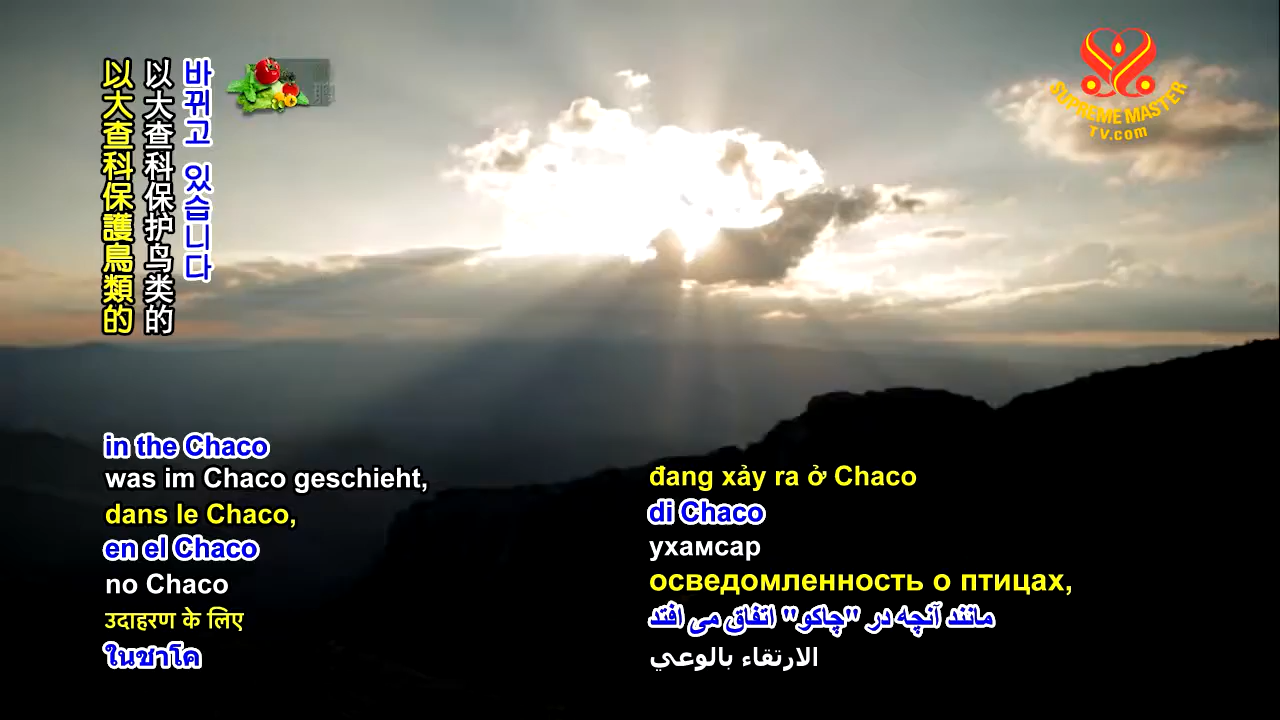 以大查科保護鳥類的
以大查科保护鸟类的
바뀌고 있습니다
SUPREME MASTER
TV.com
in the Chaco
was im Chaco geschieht,
dans le Chaco,
en el Chaco
no Chaco
उदाहरण के लिए
ในชาโค
đang xảy ra ở Chaco
di Chaco
ухамсар
осведомленность о птицах,
مانند آنچه در "چاکو" اتفاق می افتد
الارتقاء بالوعي